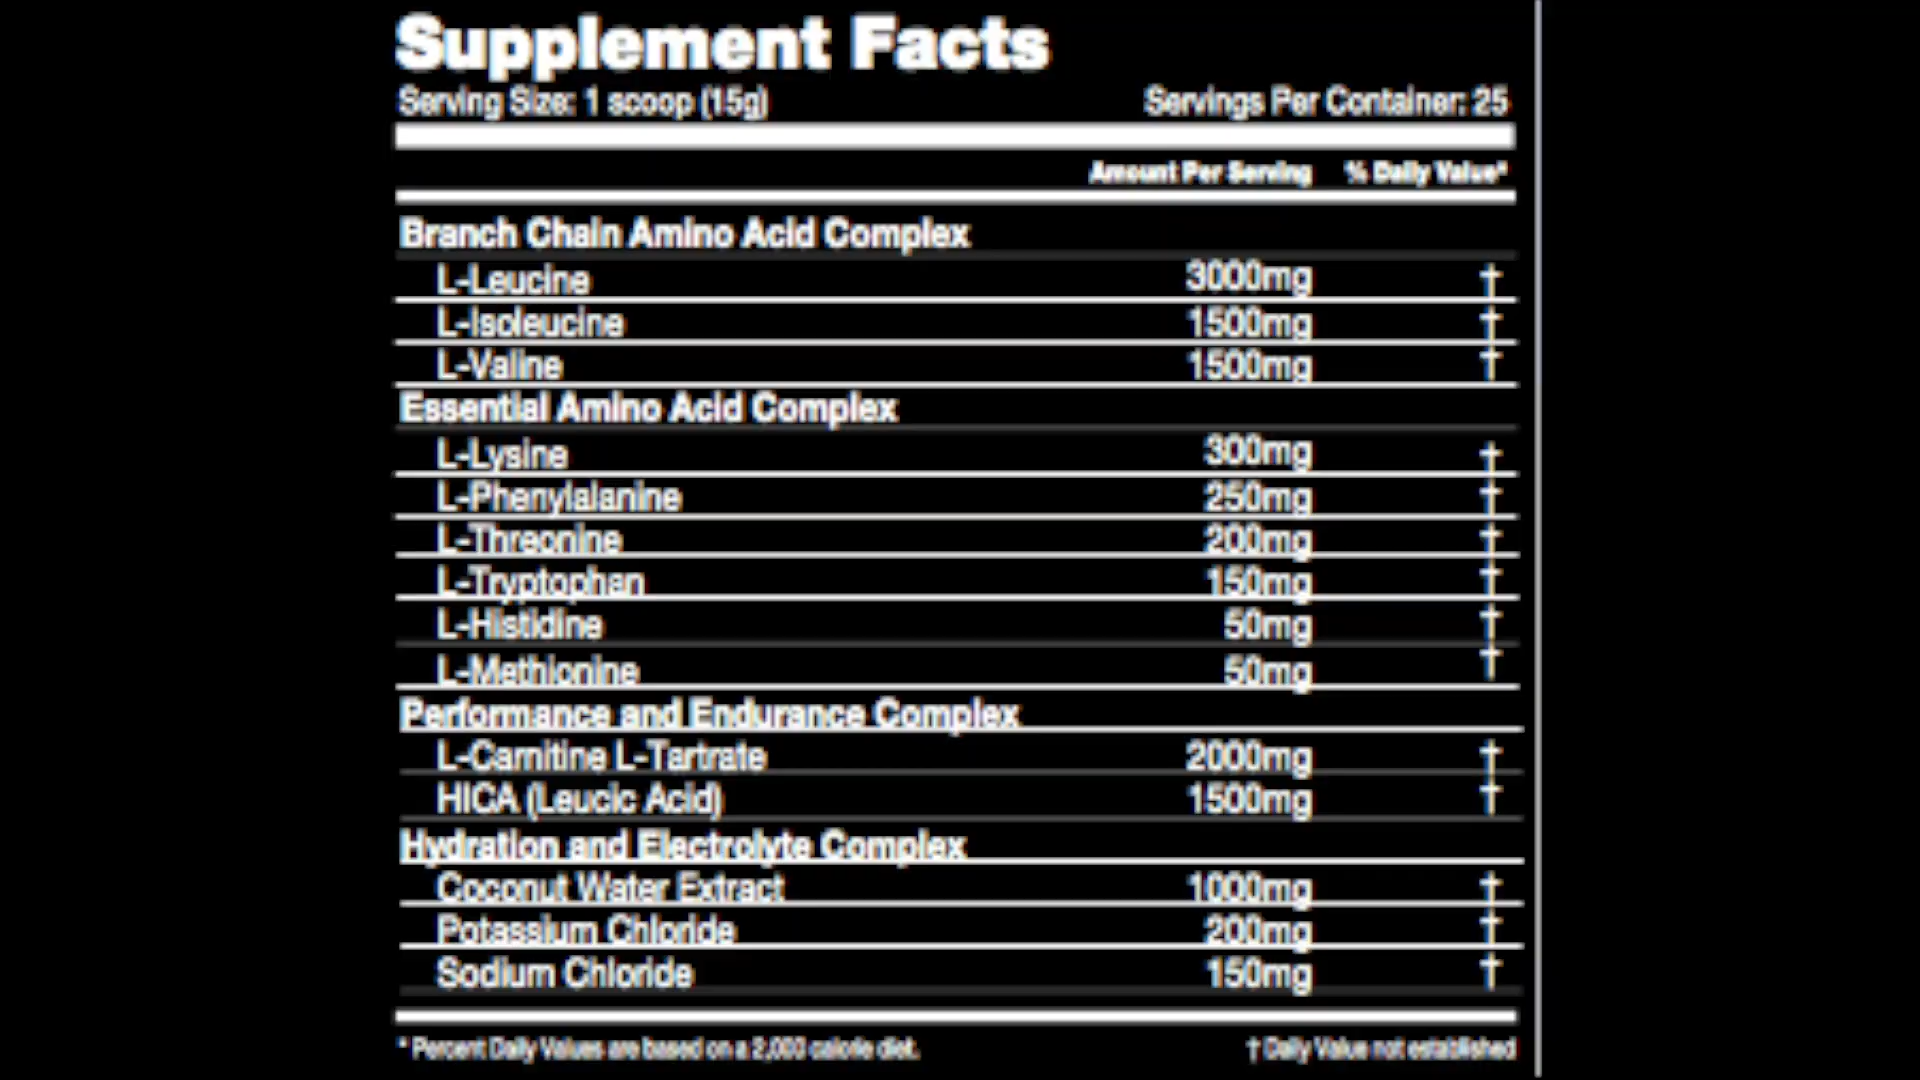 Supplement Facts
Serving Size: 1 scoop (15g) Servings Per Container: 25
Amount Per Serving % Daily Value*
Branch Chain Amino Acid Complex
L-Leucine 3000mg †
L-Isoleucine 1500mg †
L-Valine 1500mg †
Essential Amino Acid Complex
L-Lysine 300mg †
L-Phenylalanine 250mg †
L-Threonine 200mg †
L-Tryptophan 150mg †
L-Histidine 50mg †
L-Methionine 50mg †
Performance and Endurance Complex
L-Carnitine L-Tartrate 2000mg †
HICA (Leucic Acid) 1500mg †
Hydration and Electrolyte Complex
Coconut Water Extract 1000mg †
Potassium Chloride 200mg †
Sodium Chloride 150mg †
* Percent Daily Values are based on a 2,000 calorie diet. † Daily Value not established